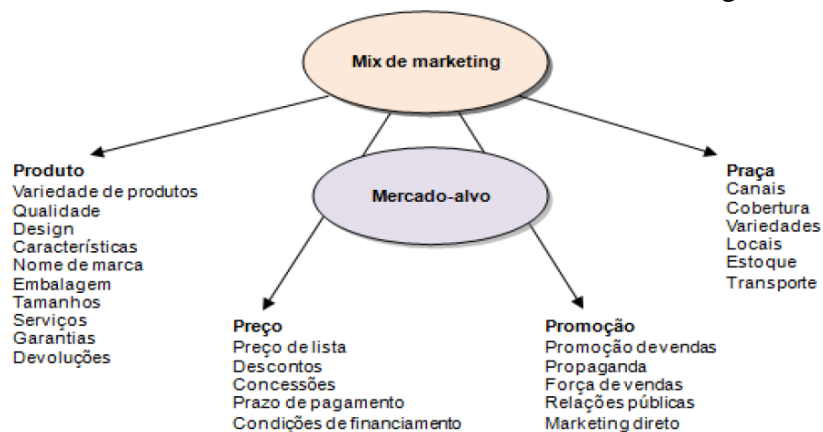 Mix de marketing
Mercado-alvo
Produto
Variedade de produtos
Qualidade
Design
Características
Nome de marca
Embalagem
Tamanhos
Serviços
Garantias
Devoluções
Preço
Preço de lista
Descontos
Concessões
Prazo de pagamento
Condições de financiamento
Promoção
Promoção de vendas
Propaganda
Força de vendas
Relações públicas
Marketing direto
Praça
Canais
Cobertura
Variedades
Locais
Estoque
Transporte